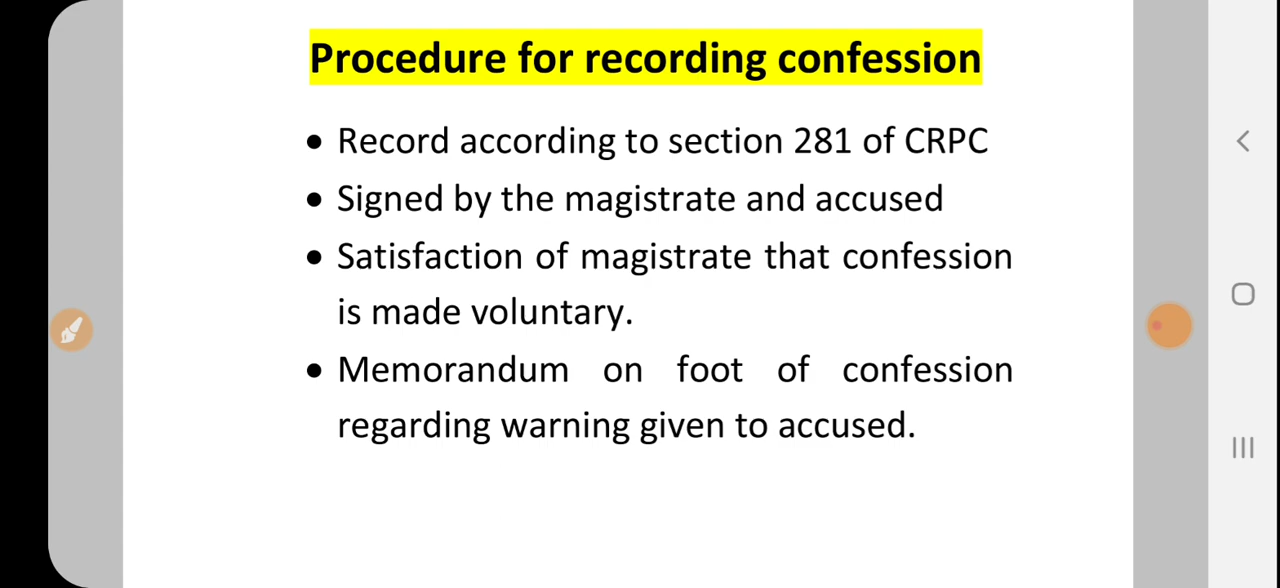 Procedure for recording confession
• Record according to section 281 of CRPC
• Signed by the magistrate and accused
• Satisfaction of magistrate that confession
is made voluntary.
• Memorandum on foot of confession
regarding warning given to accused.